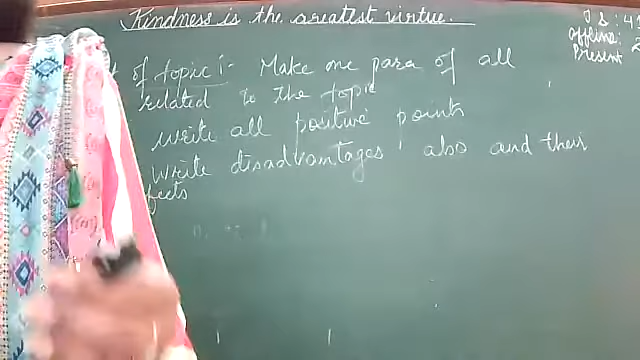 Kindness is the greatest virtue.
of topic :- Make one para of all
related to the topic
write all positive points
Write disadvantages also and their
fects
Offline:
Present